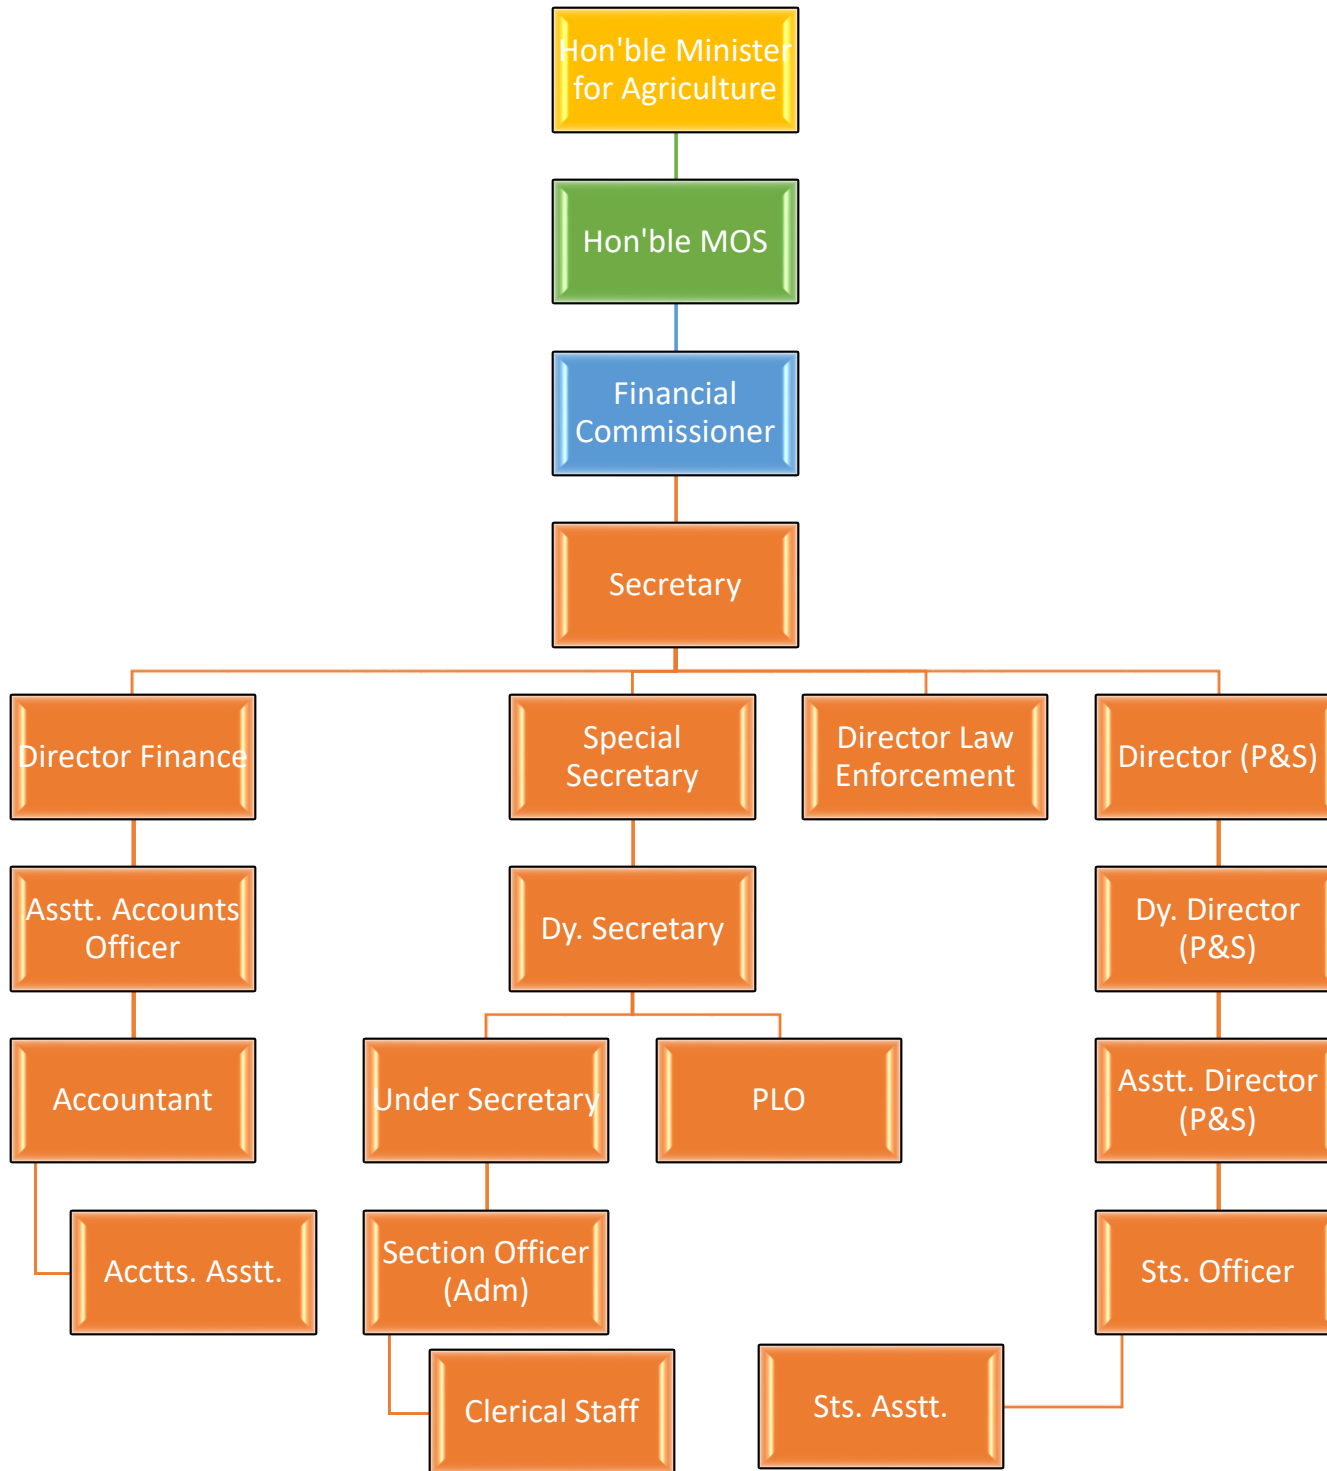 Hon'ble Minister
for Agriculture
Hon'ble MOS
Financial
Commissioner
Secretary
Director Finance
Special
Secretary
Director Law
Enforcement
Director (P&S)
Asstt. Accounts
Officer
Dy. Secretary
Dy. Director
(P&S)
Accountant
Under Secretary
PLO
Asstt. Director
(P&S)
Acctts. Asstt.
Section Officer
(Adm)
Sts. Officer
Clerical Staff
Sts. Asstt.